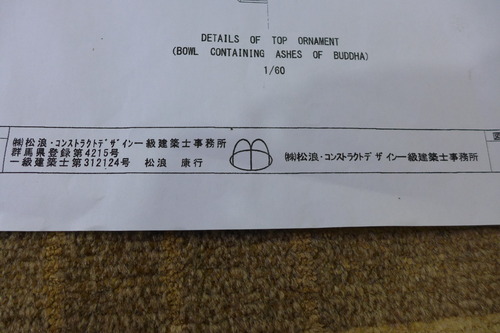 DETAILS OF TOP ORNAMENT
(BOWL CONTAINING ASHES OF BUDDHA)
1/60
㈱松浪・コンストラクトデザイン一級建築士事務所
群馬県登録第4215号
一級建築士第312124号 松浪 康行
㈱松浪・コンストラクトデザイン一級建築士事務所